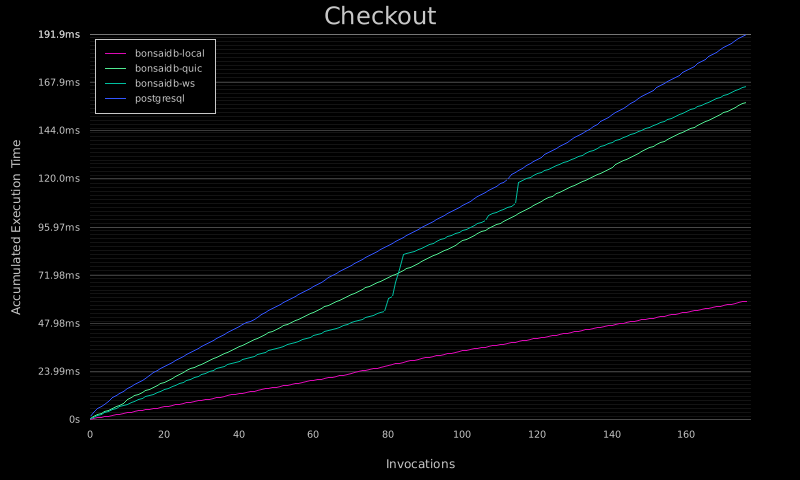 Checkout
191.9ms
bonsaidb-local
bonsaidb-quic
bonsaidb-ws
postgresql
167.9ms
144.0ms
120.0ms
95.97ms
71.98ms
47.98ms
23.99ms
0s
Accumulated Execution Time
0 20 40 60 80 100 120 140 160
Invocations